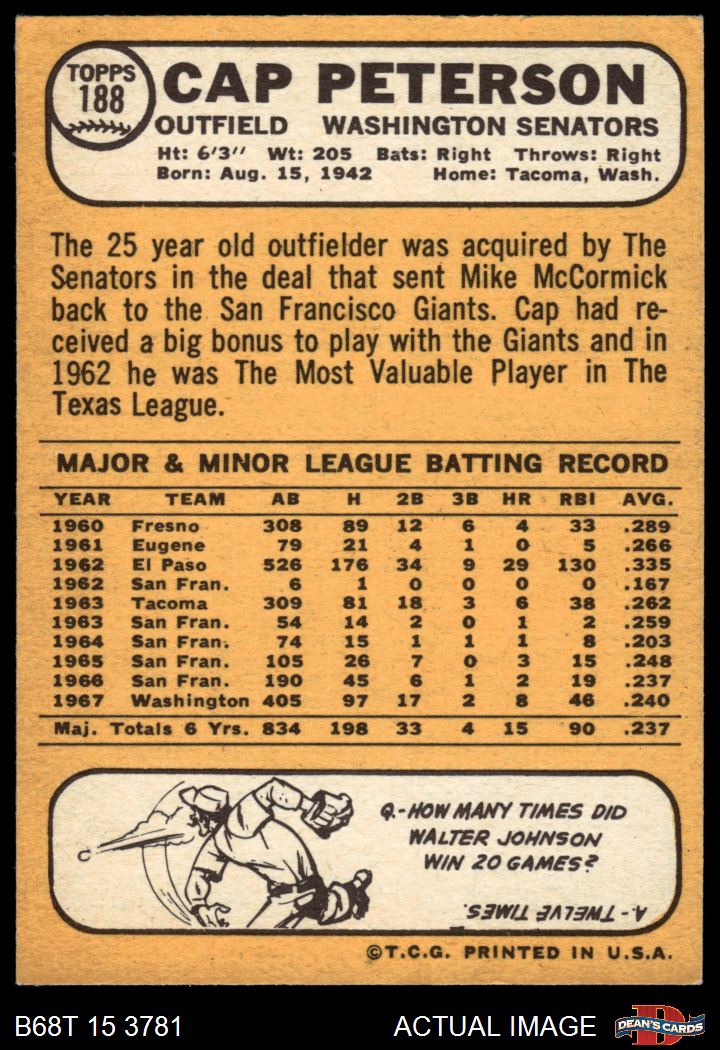 TOPPS
188
CAP PETERSON
OUTFIELD WASHINGTON SENATORS
Ht: 6'3" Wt: 205 Bats: Right Throws: Right
Born: Aug. 15, 1942 Home: Tacoma, Wash.
The 25 year old outfielder was acquired by The
Senators in the deal that sent Mike McCormick
back to the San Francisco Giants. Cap had re-
ceived a big bonus to play with the Giants and in
1962 he was The Most Valuable Player in The
Texas League.
MAJOR & MINOR LEAGUE BATTING RECORD
YEAR TEAM AB H 2B 3B HR RBI AVG.
1960 Fresno 308 89 12 6 4 33 .289
1961 Eugene 79 21 4 1 0 5 .266
1962 El Paso 526 176 34 9 29 130 .335
1962 San Fran. 6 1 0 0 0 0 .167
1963 Tacoma 309 81 18 3 6 38 .262
1963 San Fran. 54 14 2 0 1 2 .259
1964 San Fran. 74 15 1 1 1 8 .203
1965 San Fran. 105 26 7 0 3 15 .248
1966 San Fran. 190 45 6 1 2 19 .237
1967 Washington 405 97 17 2 8 46 .240
Maj. Totals 6 Yrs. 834 198 33 4 15 90 .237
Q.-HOW MANY TIMES DID
WALTER JOHNSON
WIN 20 GAMES?
A-TWELVE TIMES.
©T.C.G. PRINTED IN U.S.A.
B68T 15 3781
ACTUAL IMAGE
D
DEAN'S CARDS